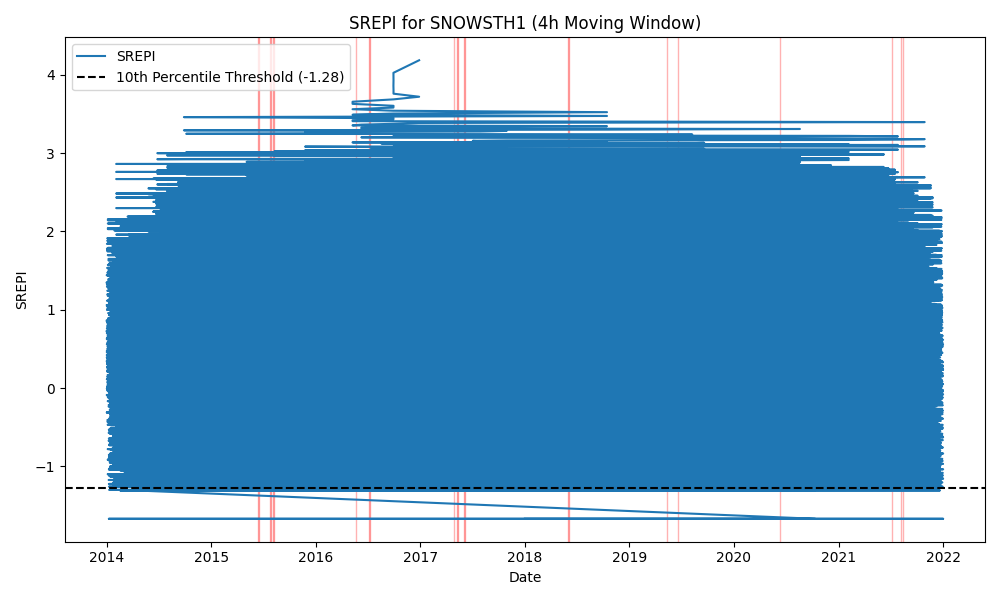 SREPI for SNOWSTH1 (4h Moving Window)
SREPI
10th Percentile Threshold (-1.28)
4
3
2
1
0
−1
SREPI
2014 2015 2016 2017 2018 2019 2020 2021 2022
Date